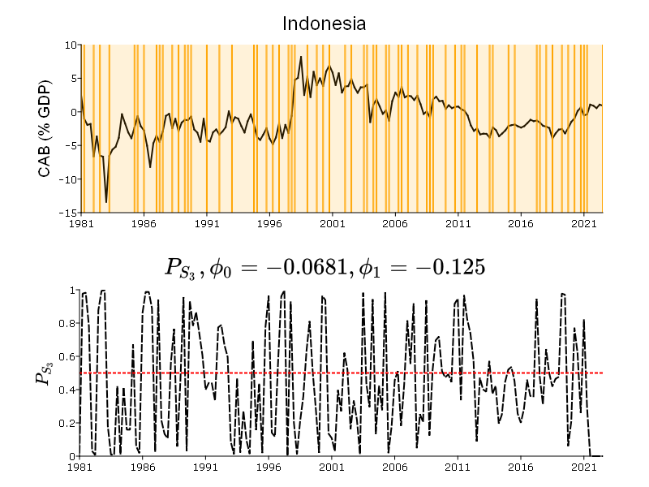 Indonesia
CAB (% GDP)
10
5
0
−5
−10
−15
1981 1986 1991 1996 2001 2006 2011 2016 2021
P_{S_3}, ϕ_0 = −0.0681, ϕ_1 = −0.125
P_{S_3}
1
0.8
0.6
0.4
0.2
0
1981 1986 1991 1996 2001 2006 2011 2016 2021